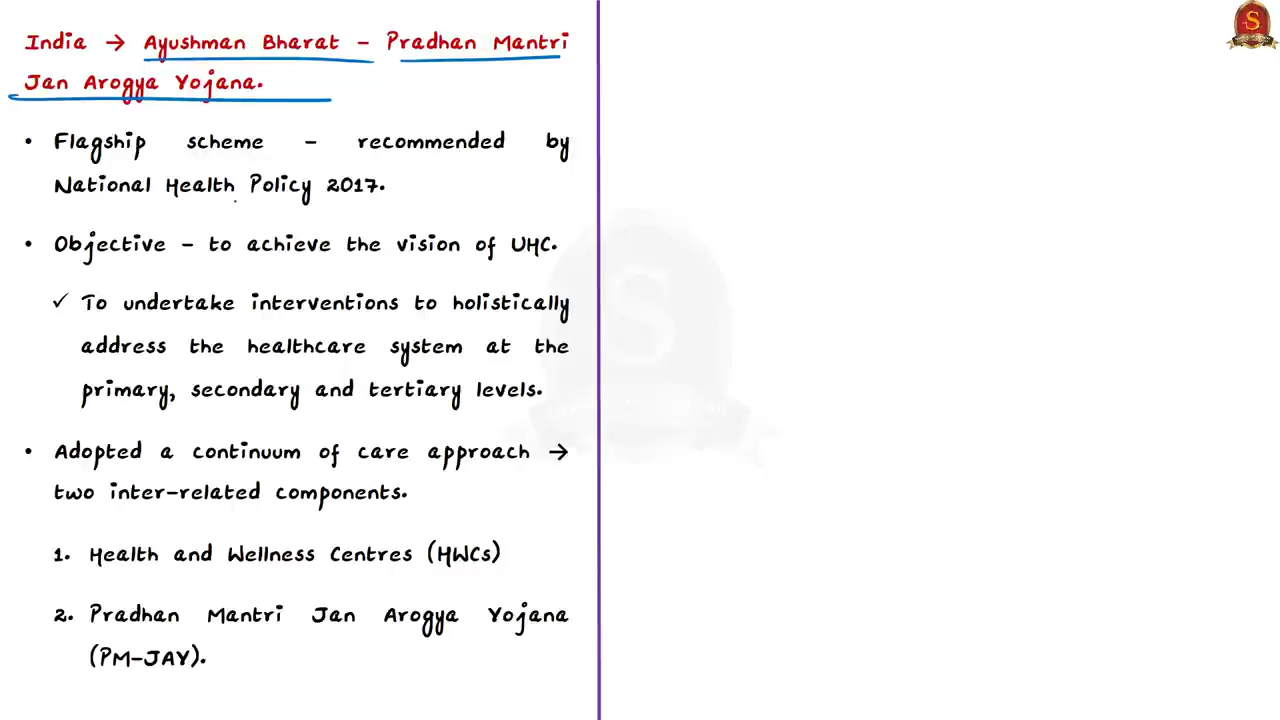 India → Ayushman Bharat - Pradhan Mantri
Jan Arogya Yojana.
• Flagship scheme - recommended by
National Health Policy 2017.
• Objective - to achieve the vision of UHC.
✓ To undertake interventions to holistically
address the healthcare system at the
primary, secondary and tertiary levels.
• Adopted a continuum of care approach →
two inter-related components.
1. Health and Wellness Centres (HWCs)
2. Pradhan Mantri Jan Arogya Yojana
(PM-JAY).
S